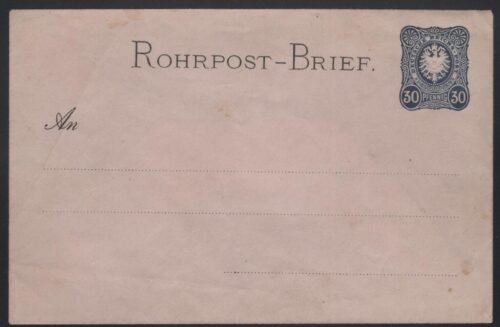 ROHRPOST-BRIEF.
30 PFENNIG 30
An